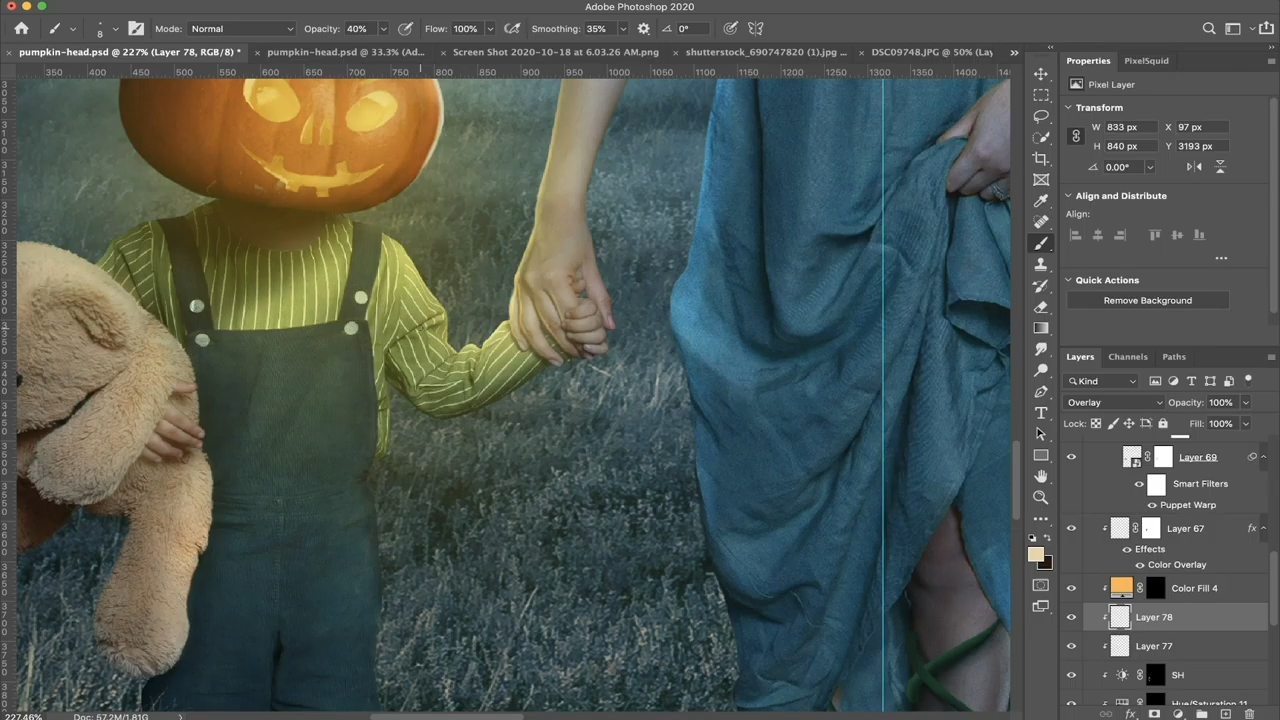 Adobe Photoshop 2020
8 Mode: Normal Opacity: 40% Flow: 100% Smoothing: 35% 0°
pumpkin-head.psd @ 227% (Layer 78, RGB/8) * pumpkin-head.psd @ 33.3% (Ad... Screen Shot 2020-10-18 at 6.03.26 AM.png shutterstock_690747820 (1).jpg ... DSC09748.JPG @ 50% (Lay
350 400 450 500 550 600 650 700 750 800 850 900 950 1000 1050 1100 1150 1200 1250 1300 1350 1400 145
Properties PixelSquid
Pixel Layer
Transform
W 833 px X 97 px
H 840 px Y 3193 px
0.00°
Align and Distribute
Align:
Quick Actions
Remove Background
Layers Channels Paths
Kind
Overlay Opacity: 100%
Lock: Fill: 100%
Layer 69
Smart Filters
Puppet Warp
Layer 67 fx
Effects
Color Overlay
Color Fill 4
Layer 78
Layer 77
SH
Hue/Saturation 11
227.46% Doc: 57.2M/1.81G